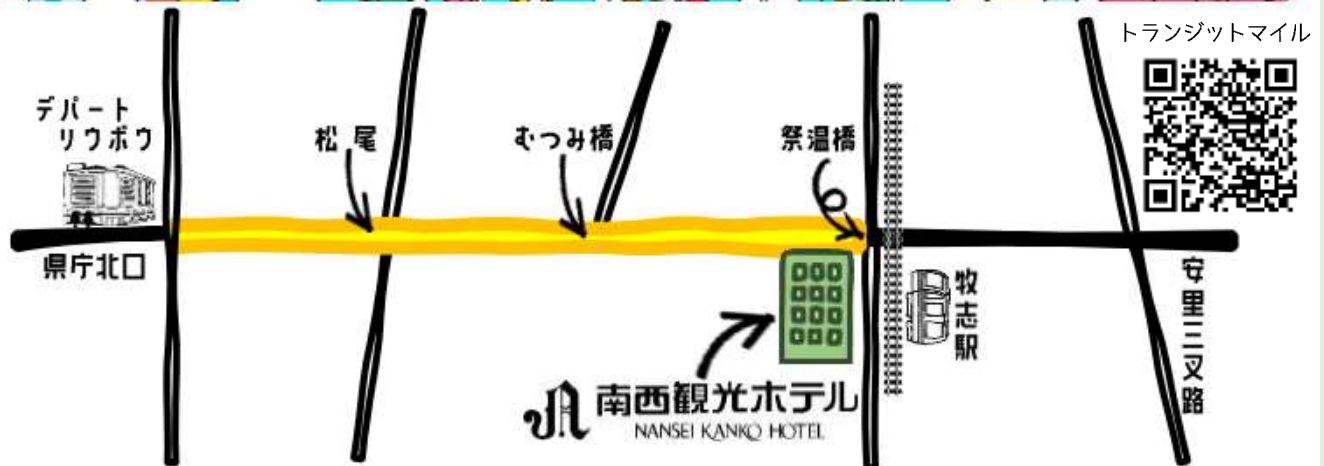 トランジットマイル
デパート
リウボウ
松尾
むつみ橋
祭温橋
県庁北口
牧志駅
安里三叉路
南西観光ホテル
NANSEI KANKO HOTEL